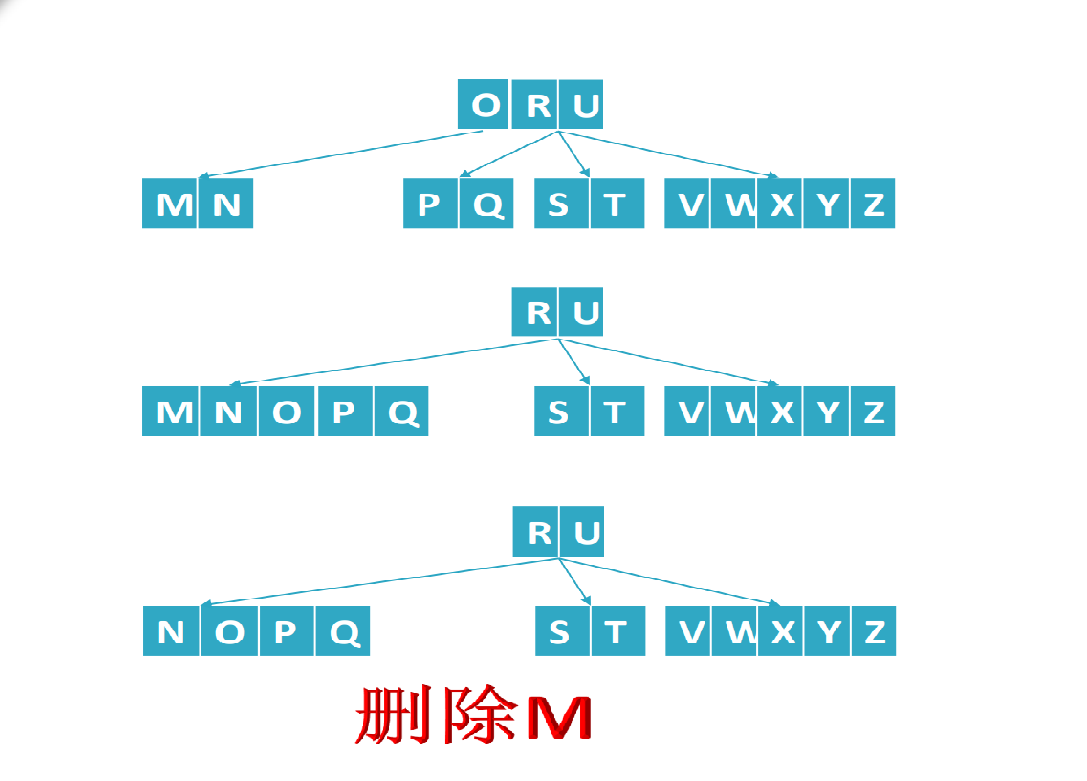 O R U
M N P Q S T V W X Y Z
R U
M N O P Q S T V W X Y Z
R U
N O P Q S T V W X Y Z
删除M